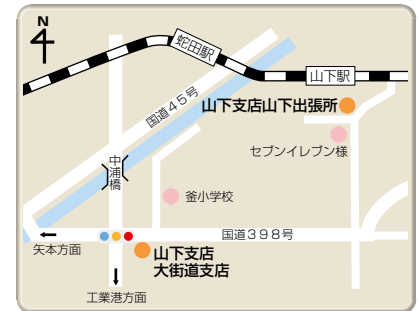 N
蛇田駅
山下駅
国道45号
山下支店山下出張所
セブンイレブン様
中浦橋
釜小学校
国道398号
矢本方面
山下支店
大街道支店
工業港方面